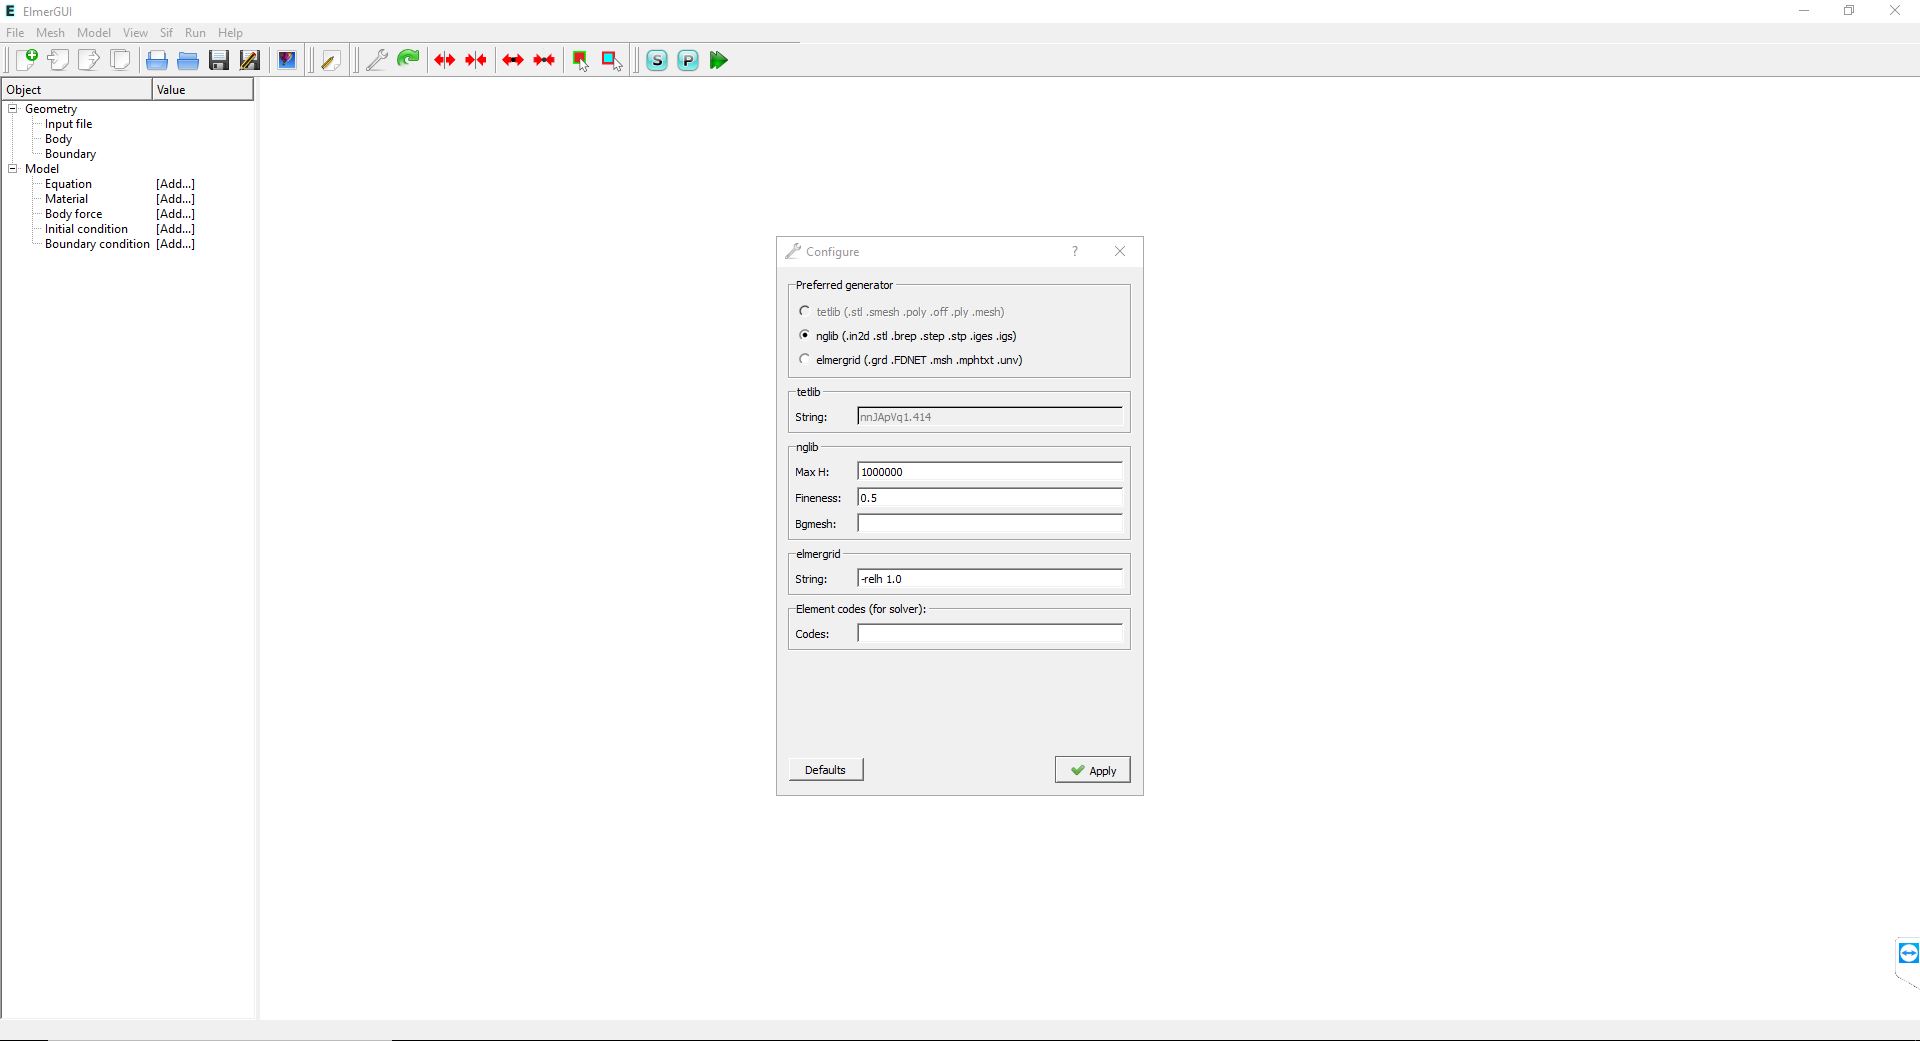 ElmerGUI
File Mesh Model View Sif Run Help
S P
Object Value
Geometry
Input file
Body
Boundary
Model
Equation [Add...]
Material [Add...]
Body force [Add...]
Initial condition [Add...]
Boundary condition [Add...]
Configure ?
Preferred generator
tetlib (.stl .smesh .poly .off .ply .mesh)
nglib (.in2d .stl .brep .step .stp .iges .igs)
elmergrid (.grd .FDNET .msh .mphtxt .unv)
tetlib
String: nnJApVq1.414
nglib
Max H: 1000000
Fineness: 0.5
Bgmesh:
elmergrid
String: -relh 1.0
Element codes (for solver):
Codes:
Defaults Apply